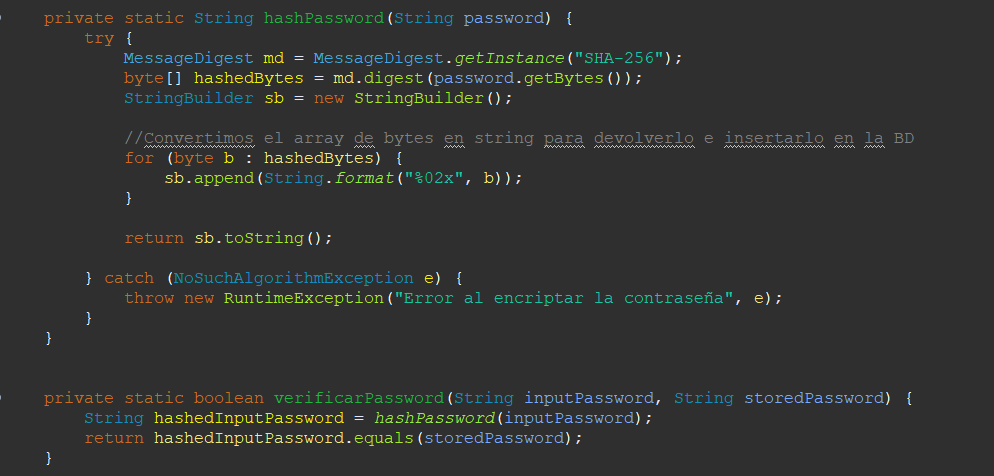 private static String hashPassword(String password) {
try {
MessageDigest md = MessageDigest.getInstance("SHA-256");
byte[] hashedBytes = md.digest(password.getBytes());
StringBuilder sb = new StringBuilder();
//Convertimos el array de bytes en string para devolverlo e insertarlo en la BD
for (byte b : hashedBytes) {
sb.append(String.format("%02x", b));
}
return sb.toString();
} catch (NoSuchAlgorithmException e) {
throw new RuntimeException("Error al encriptar la contraseña", e);
}
}
private static boolean verificarPassword(String inputPassword, String storedPassword) {
String hashedInputPassword = hashPassword(inputPassword);
return hashedInputPassword.equals(storedPassword);
}